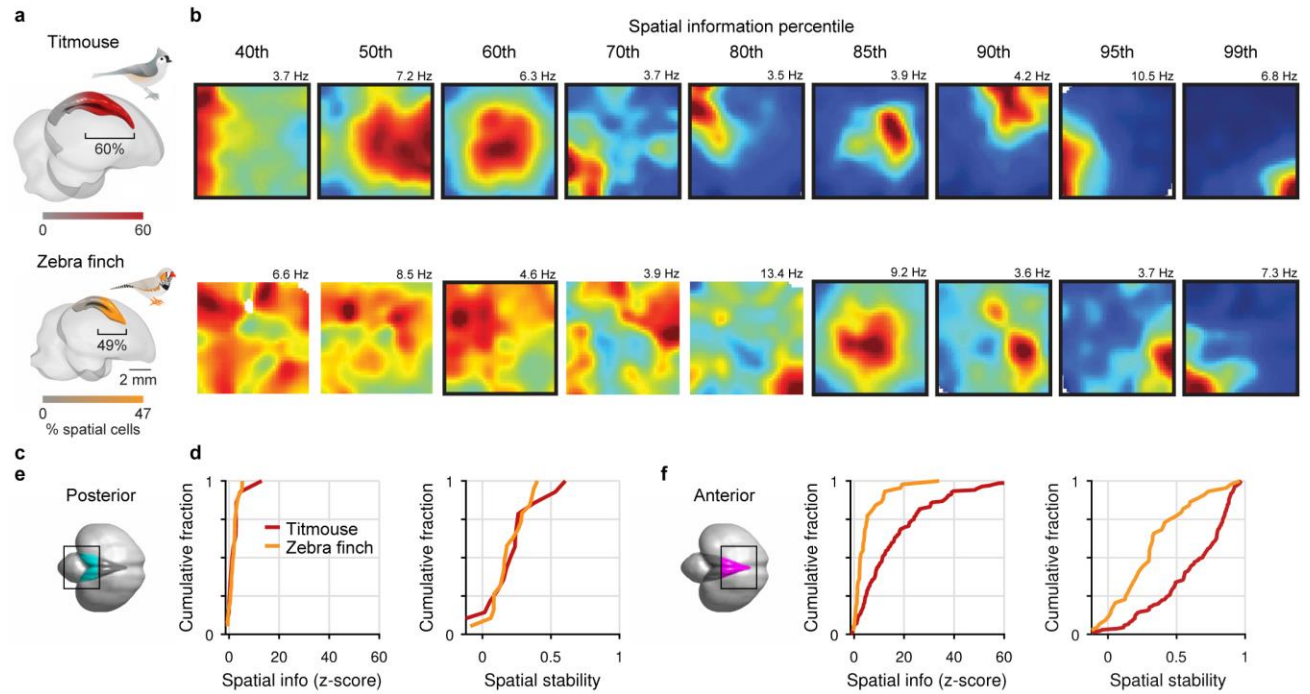 a
Titmouse
60%
0 60
Zebra finch
49%
2 mm
0 47
% spatial cells
b
Spatial information percentile
40th 50th 60th 70th 80th 85th 90th 95th 99th
3.7 Hz 7.2 Hz 6.3 Hz 3.7 Hz 3.5 Hz 3.9 Hz 4.2 Hz 10.5 Hz 6.8 Hz
6.6 Hz 8.5 Hz 4.6 Hz 3.9 Hz 13.4 Hz 9.2 Hz 3.6 Hz 3.7 Hz 7.3 Hz
c
e
Posterior
d
Cumulative fraction
1
0
Titmouse
Zebra finch
0 20 40 60
Spatial info (z-score)
Cumulative fraction
1
0
0 0.5 1
Spatial stability
f
Anterior
Cumulative fraction
1
0
0 20 40 60
Spatial info (z-score)
Cumulative fraction
1
0
0 0.5 1
Spatial stability